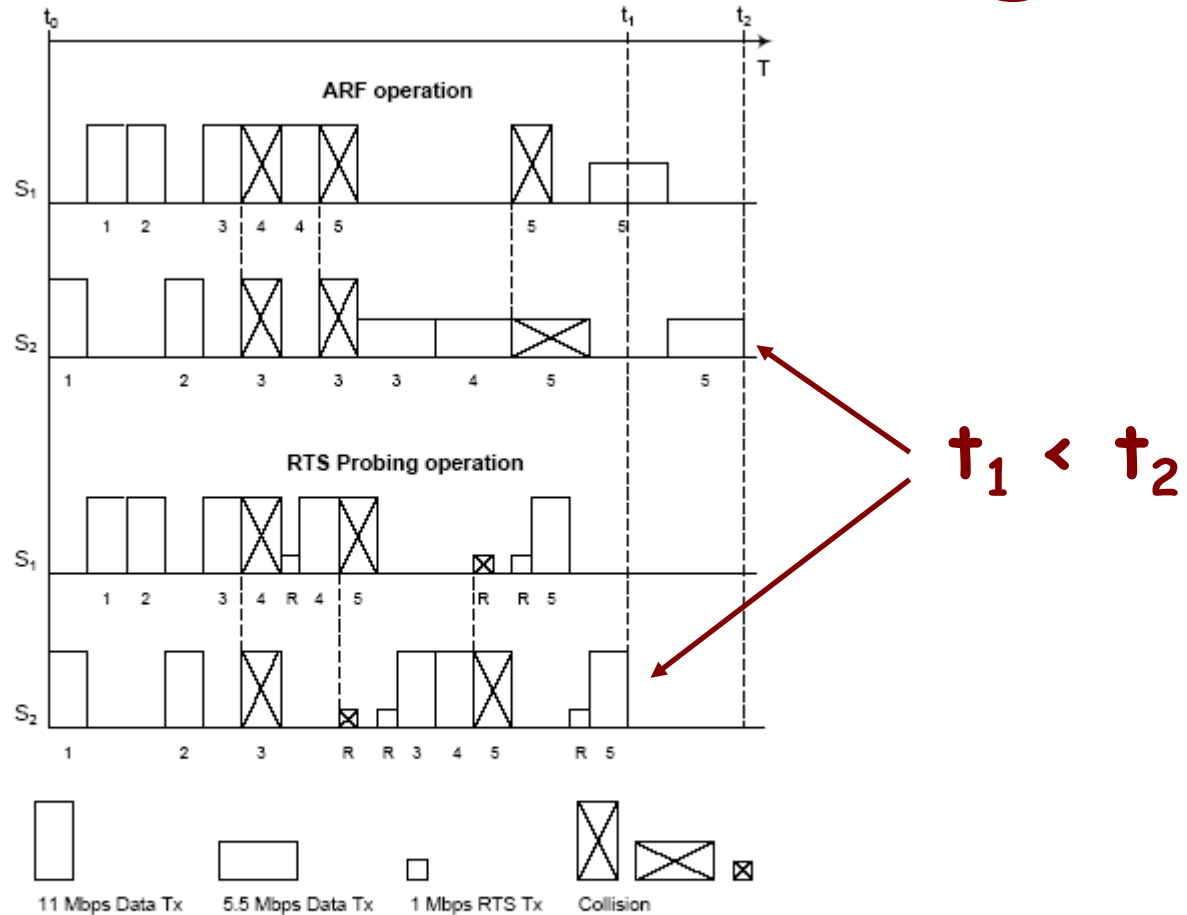 t0 t1 t2
T
ARF operation
S1
1 2 3 4 4 5 5 5
S2
1 2 3 3 3 4 5 5
t1 < t2
RTS Probing operation
S1
1 2 3 4 R 4 5 R R 5
S2
1 2 3 R R 3 4 5 R 5
11 Mbps Data Tx 5.5 Mbps Data Tx 1 Mbps RTS Tx Collision